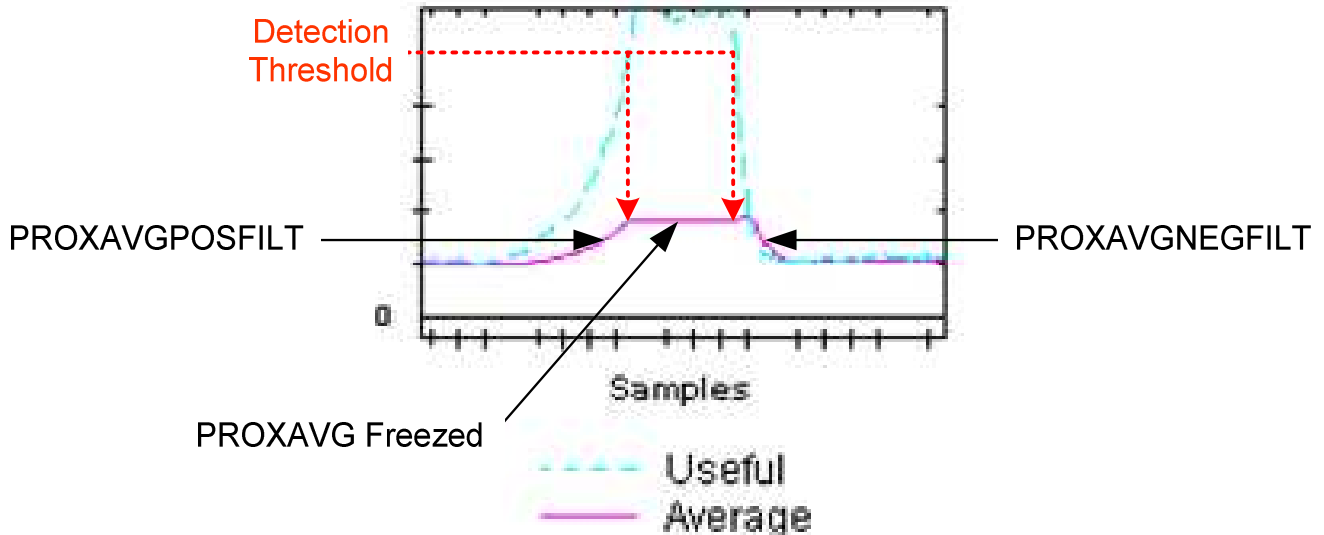 Detection
Threshold
PROXAVGPOSFILT
PROXAVGNEGFILT
0
Samples
PROXAVG Freezed
Useful
Average